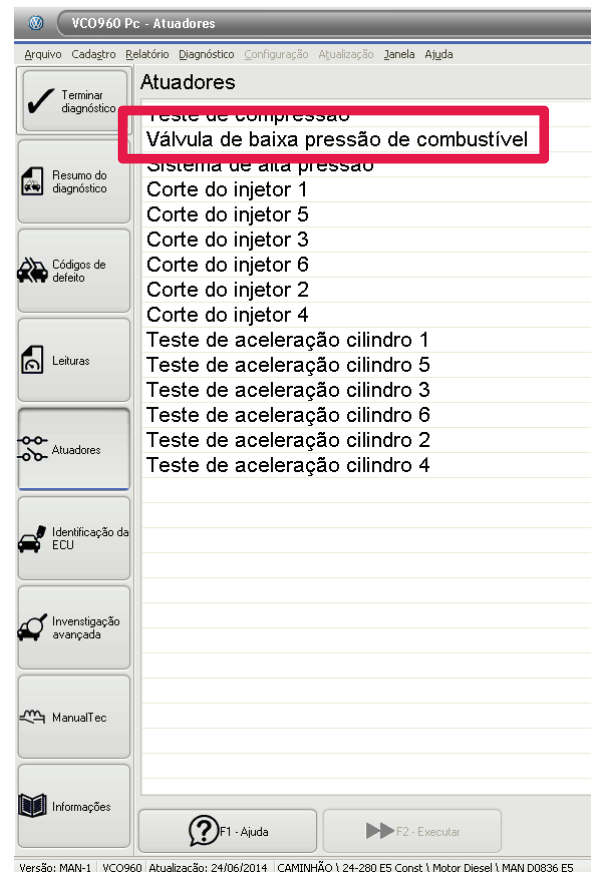 VCO960 Pc - Atuadores
Arquivo Cadastro Relatório Diagnóstico Configuração Atualização Janela Ajuda
Terminar
diagnóstico
Resumo do
diagnóstico
Códigos de
defeito
Leituras
Atuadores
Identificação da
ECU
Invenstigação
avançada
ManualTec
Informações
Atuadores
Teste de compressão
Válvula de baixa pressão de combustível
Sistema de alta pressão
Corte do injetor 1
Corte do injetor 5
Corte do injetor 3
Corte do injetor 6
Corte do injetor 2
Corte do injetor 4
Teste de aceleração cilindro 1
Teste de aceleração cilindro 5
Teste de aceleração cilindro 3
Teste de aceleração cilindro 6
Teste de aceleração cilindro 2
Teste de aceleração cilindro 4
F1 - Ajuda
F2 - Executar
Versão: MAN-1 VCO960 Atualização: 24/06/2014 CAMINHÃO \ 24-280 E5 Const \ Motor Diesel \ MAN D0836 E5